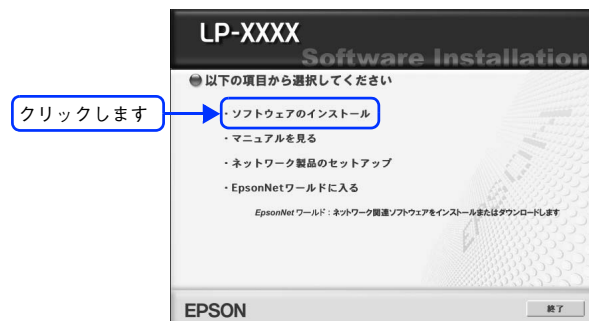 LP-XXXX
Software Installation
以下の項目から選択してください
クリックします
・ソフトウェアのインストール
・マニュアルを見る
・ネットワーク製品のセットアップ
・EpsonNetワールドに入る
EpsonNet ワールド：ネットワーク関連ソフトウェアをインストールまたはダウンロードします
EPSON
EPSON
終了